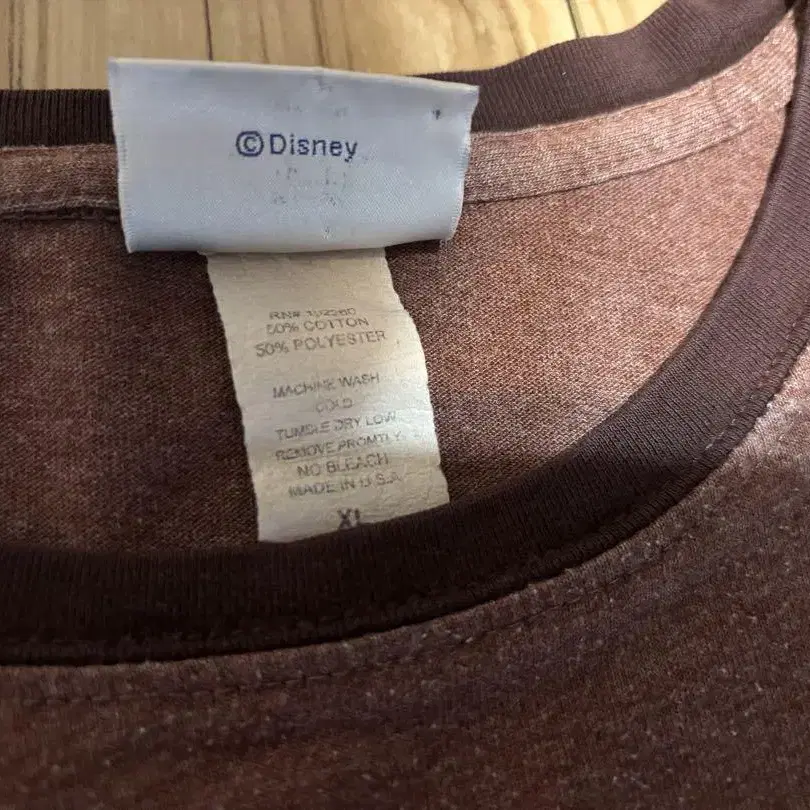 ©Disney
RN#
50% COTTON
50% POLYESTER
MACHINE WASH
COLD
TUMBLE DRY LOW
REMOVE PROMTLY
NO BLEACH
MADE IN U.S.A
XL